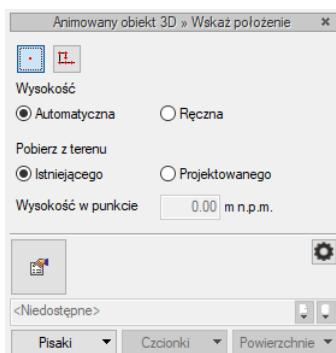 Animowany obiekt 3D » Wskaż położenie
Wysokość
Automatyczna Ręczna
Pobierz z terenu
Istniejącego Projektowanego
Wysokość w punkcie 0.00 m n.p.m.
<Niedostępne>
Pisaki Czcionki Powierzchnie